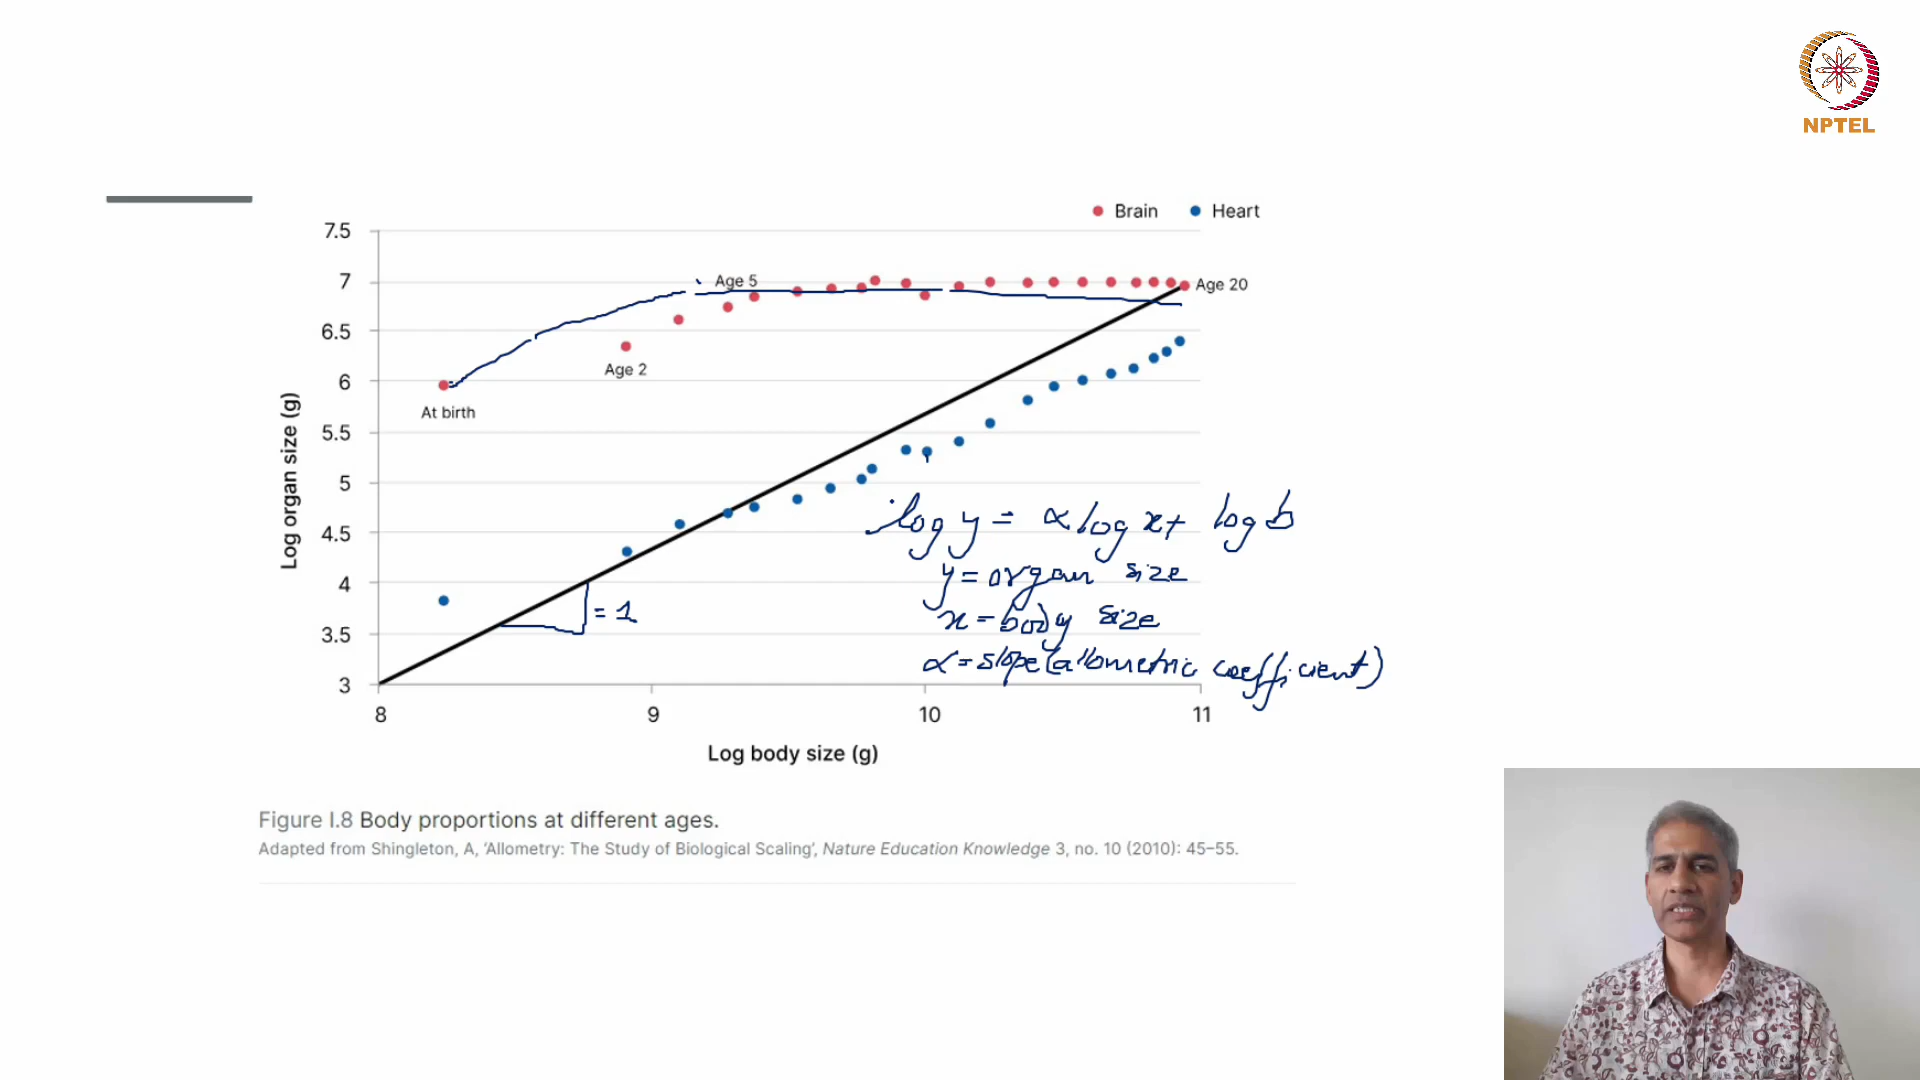 NPTEL
Brain Heart
7.5
7
6.5
6
5.5
5
4.5
4
3.5
3
Log organ size (g)
Age 5
Age 20
Age 2
At birth
log y = α log x + log b
y = organ size
x = body size
α = slope (allometric coefficient)
= 1
8 9 10 11
Log body size (g)
Figure I.8 Body proportions at different ages.
Adapted from Shingleton, A, ‘Allometry: The Study of Biological Scaling’, Nature Education Knowledge 3, no. 10 (2010): 45–55.